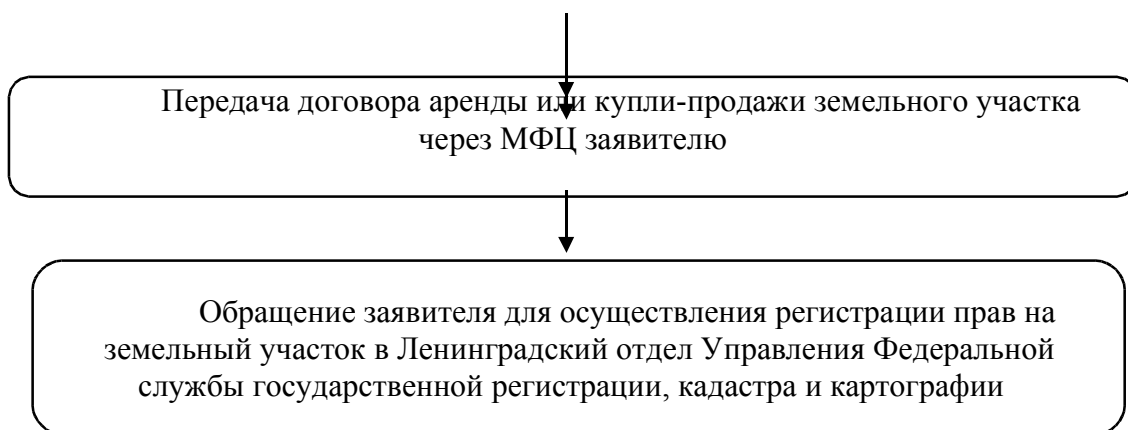 Передача договора аренды или купли-продажи земельного участка
через МФЦ заявителю
Обращение заявителя для осуществления регистрации прав на
земельный участок в Ленинградский отдел Управления Федеральной
службы государственной регистрации, кадастра и картографии